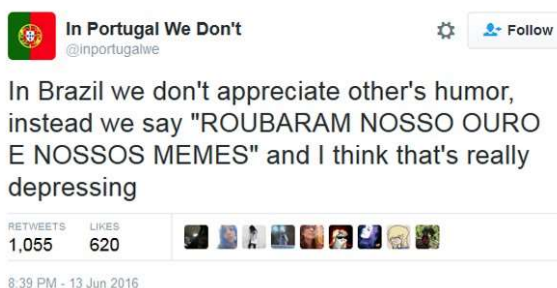 In Portugal We Don't
@inportugalwe
Follow
In Brazil we don't appreciate other's humor,
instead we say "ROUBARAM NOSSO OURO
E NOSSOS MEMES" and I think that's really
depressing
RETWEETS LIKES
1,055 620
8:39 PM - 13 Jun 2016